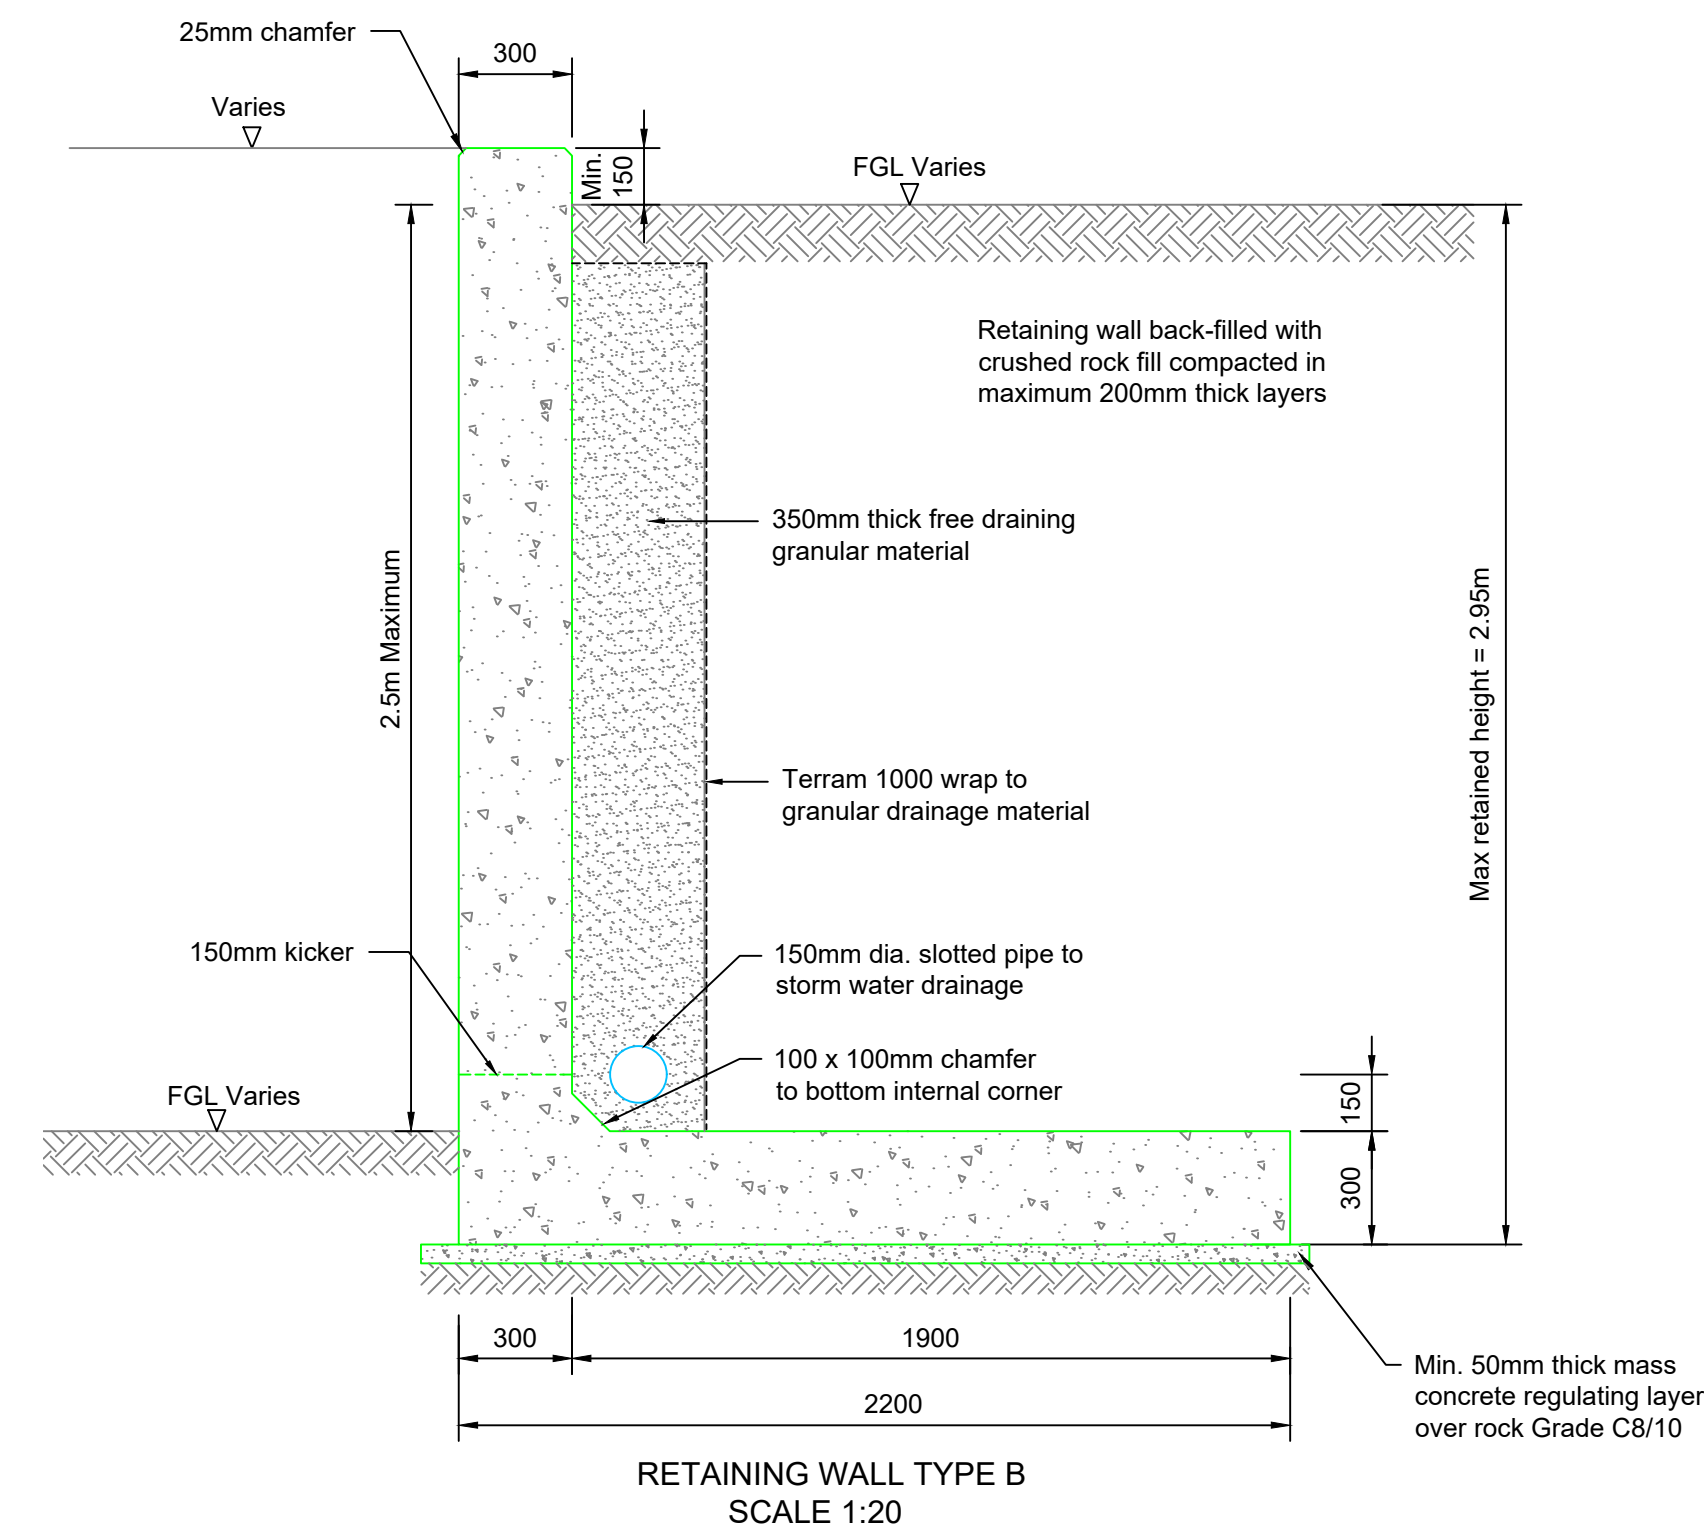 25mm chamfer
300
Varies
Min.
150
FGL Varies
Retaining wall back-filled with
crushed rock fill compacted in
maximum 200mm thick layers
350mm thick free draining
granular material
2.5m Maximum
Max retained height = 2.95m
Terram 1000 wrap to
granular drainage material
150mm kicker
150mm dia. slotted pipe to
storm water drainage
100 x 100mm chamfer
to bottom internal corner
FGL Varies
150
300
300
1900
2200
Min. 50mm thick mass
concrete regulating layer
over rock Grade C8/10
RETAINING WALL TYPE B
SCALE 1:20